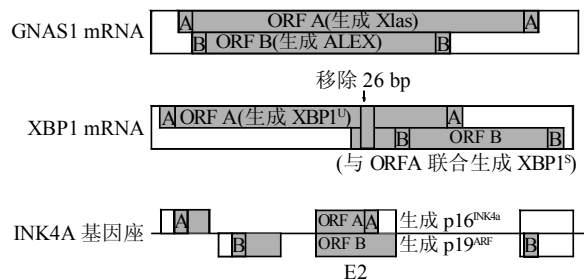 A ORF A(生成 Xlas) A
GNAS1 mRNA
B ORF B(生成 ALEX) B
移除 26 bp
A ORF A(生成 XBP1ᵁ) A
XBP1 mRNA
B ORF B B
(与 ORFA 联合生成 XBP1ˢ)
A ORF A A 生成 p16ᴵᴺᴷ⁴ᵃ
INK4A 基因座
B ORF B 生成 p19ᴬᴿᶠ B
E2